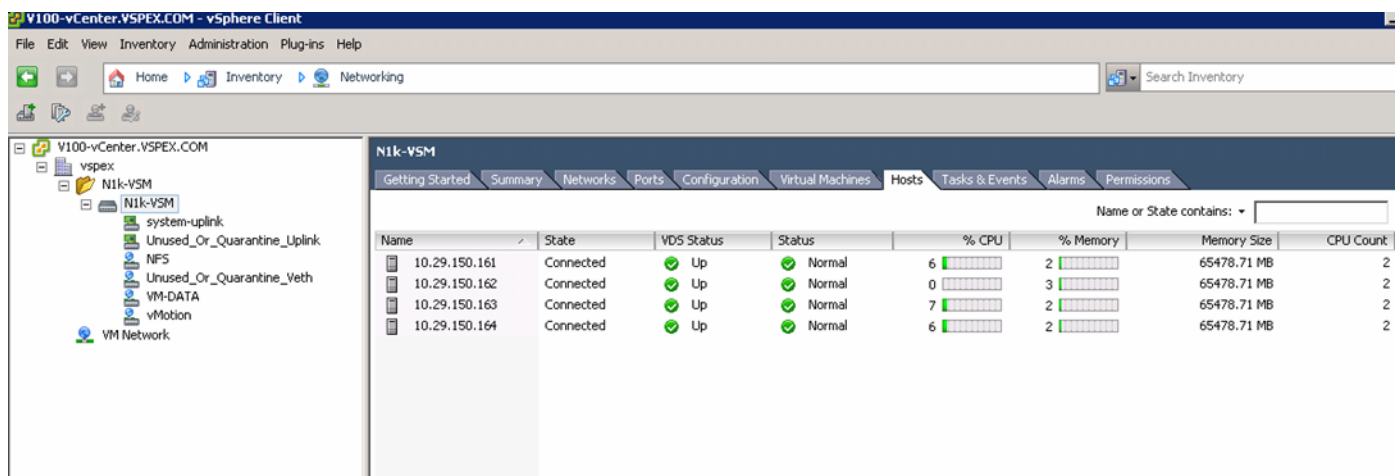 V100-vCenter.VSPEX.COM - vSphere Client
File Edit View Inventory Administration Plug-ins Help
Home Inventory Networking Search Inventory
V100-vCenter.VSPEX.COM
vspex
N1k-VSM
N1k-VSM
system-uplink
Unused_Or_Quarantine_Uplink
NFS
Unused_Or_Quarantine_Veth
VM-DATA
vMotion
VM Network
N1k-VSM
Getting Started Summary Networks Ports Configuration Virtual Machines Hosts Tasks & Events Alarms Permissions
Name or State contains:
Name State VDS Status Status % CPU % Memory Memory Size CPU Count
10.29.150.161 Connected Up Normal 6 2 65478.71 MB 2
10.29.150.162 Connected Up Normal 0 3 65478.71 MB 2
10.29.150.163 Connected Up Normal 7 2 65478.71 MB 2
10.29.150.164 Connected Up Normal 6 2 65478.71 MB 2